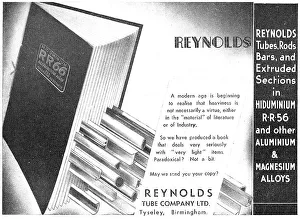 RR56
REYNOLDS
A modern age is beginning
to realise that heaviness is not
necessarily a virtue, either
in the "material" of literature
or of Industry.
So we have produced a book
that deals very seriously
with "very light" items.
Paradoxical? Not a bit.
May we send you your copy?
REYNOLDS
TUBE COMPANY LTD.
Tyseley, Birmingham.
REYNOLDS
Tubes, Rods
Bars, and
Extruded
Sections
in
HIDUMINIUM
R·R·56
and other
ALUMINIUM
&
MAGNESIUM
ALLOYS